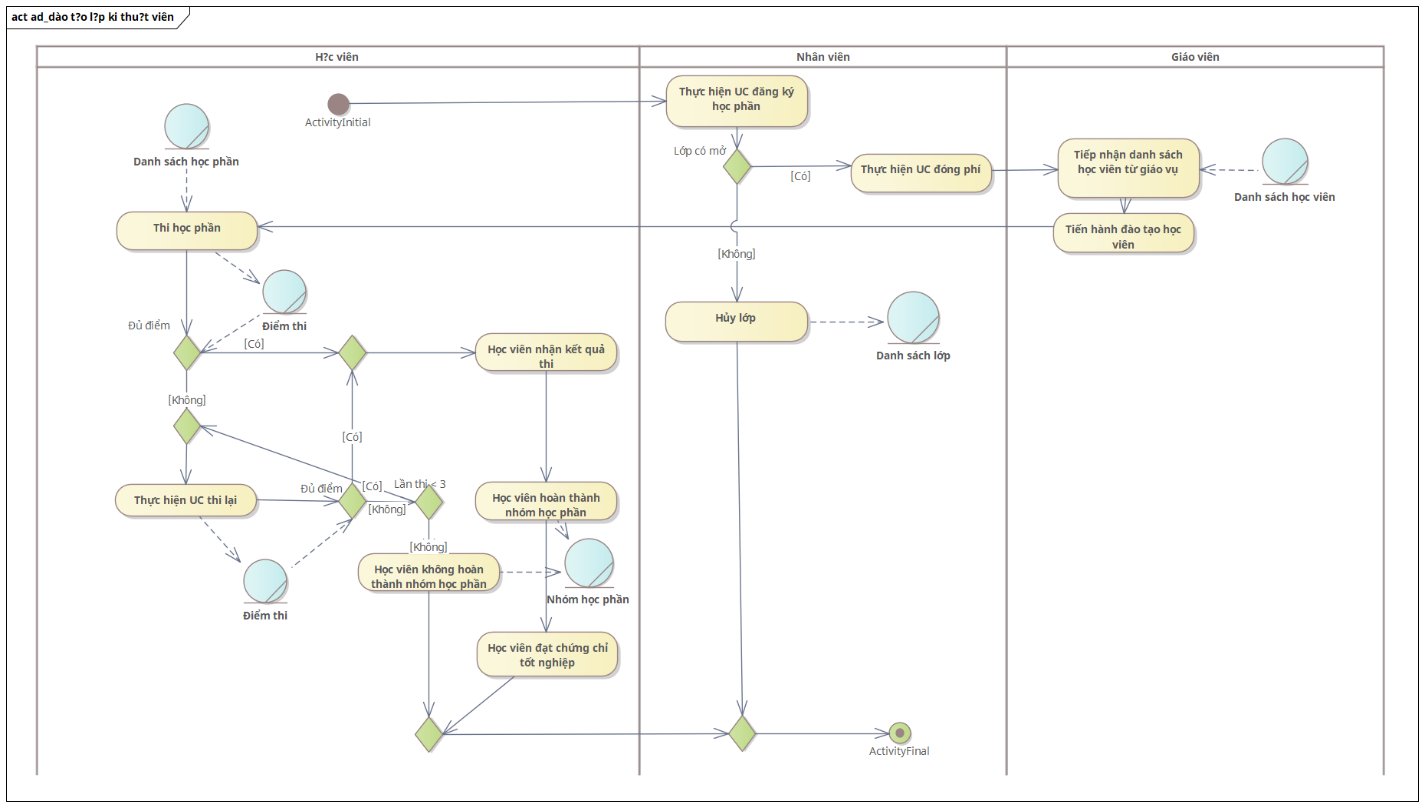 act ad_dào t?o l?p kĩ thu?t viên
H?c viên
Nhân viên
Giáo viên
ActivityInitial
Thực hiện UC đăng ký
học phần
Danh sách học phần
Lớp có mở
[Có]
Thực hiện UC đóng phí
Tiếp nhận danh sách
học viên từ giáo vụ
Danh sách học viên
Thi học phần
Tiến hành đào tạo học
viên
[Không]
Điểm thi
Đủ điểm
[Có]
Học viên nhận kết quả
thi
Hủy lớp
Danh sách lớp
[Không]
[Có]
Thực hiện UC thi lại
Đủ điểm
[Có]
Lần thi < 3
[Không]
Học viên hoàn thành
nhóm học phần
[Không]
Học viên không hoàn
thành nhóm học phần
Nhóm học phần
Điểm thi
Học viên đạt chứng chỉ
tốt nghiệp
ActivityFinal